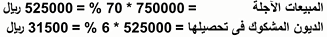 المبيعات الآجلة = 750000 * 70 % = 525000 ريال
الديون المشكوك فى تحصيلها = 525000 * 6 % = 31500 ريال